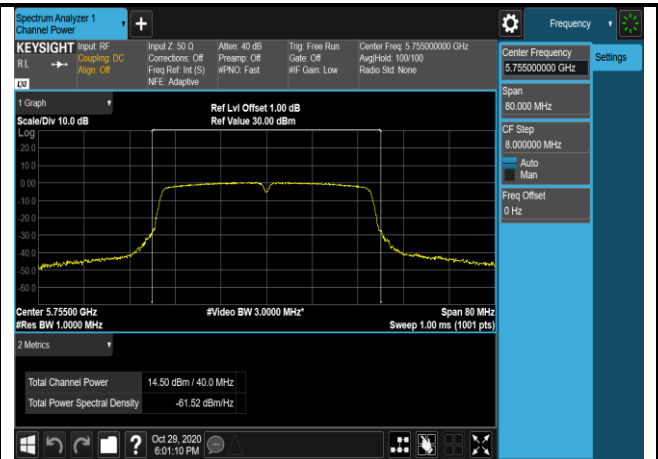 Spectrum Analyzer 1
Channel Power
Frequency
KEYSIGHT
RL
LXI
Input: RF
Coupling: DC
Align: Off
Input Z: 50 Ω
Corrections: Off
Freq Ref: Int (S)
NFE: Adaptive
Atten: 40 dB
Preamp: Off
#PNO: Fast
Trig: Free Run
Gate: Off
#IF Gain: Low
Center Freq: 5.755000000 GHz
Avg|Hold: 100/100
Radio Std: None
Center Frequency
5.755000000 GHz
Settings
Span
80.000 MHz
CF Step
8.000000 MHz
Auto
Man
Freq Offset
0 Hz
1 Graph
Scale/Div 10.0 dB
Ref Lvl Offset 1.00 dB
Ref Value 30.00 dBm
Log
20.0
10.0
0.00
-10.0
-20.0
-30.0
-40.0
-50.0
-60.0
Center 5.75500 GHz
#Video BW 3.0000 MHz*
Span 80 MHz
#Res BW 1.0000 MHz
Sweep 1.00 ms (1001 pts)
2 Metrics
Total Channel Power 14.50 dBm / 40.0 MHz
Total Power Spectral Density -61.52 dBm/Hz
Oct 29, 2020
6:01:10 PM